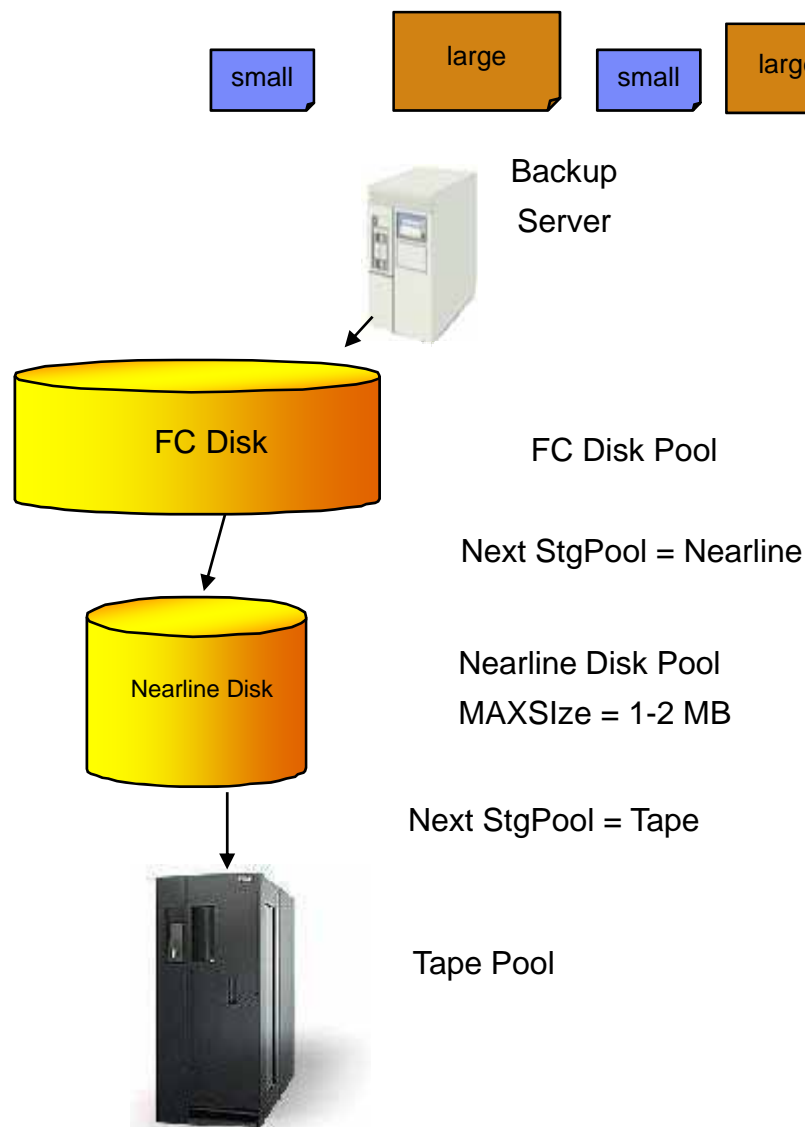 small
large
small
large
Backup
Server
FC Disk
FC Disk Pool
Next StgPool = Nearline
Nearline Disk
Nearline Disk Pool
MAXSIze = 1-2 MB
Next StgPool = Tape
Tape Pool